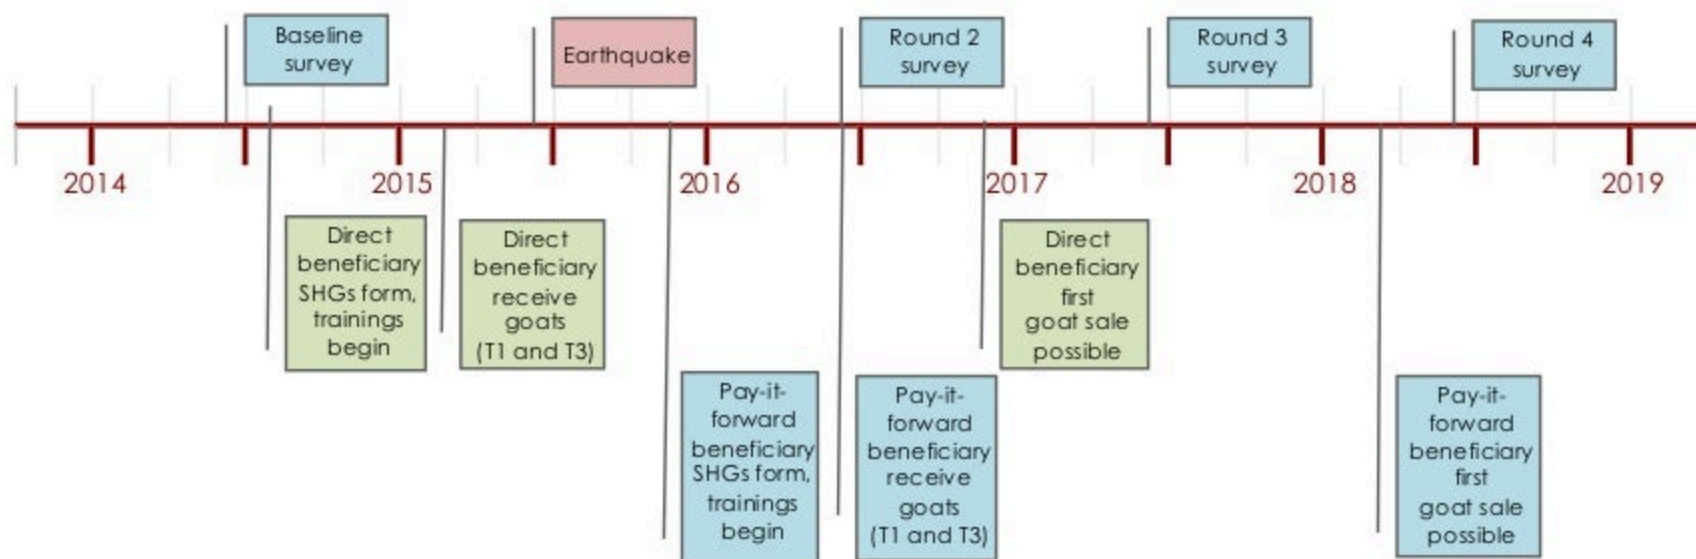 Baseline
survey
Earthquake
Round 2
survey
Round 3
survey
Round 4
survey
2014
2015
2016
2017
2018
2019
Direct
beneficiary
SHGs form,
trainings
begin
Direct
beneficiary
receive
goats
(T1 and T3)
Direct
beneficiary
first
goat sale
possible
Pay-it-
forward
beneficiary
SHGs form,
trainings
begin
Pay-it-
forward
beneficiary
receive
goats
(T1 and T3)
Pay-it-
forward
beneficiary
first
goat sale
possible